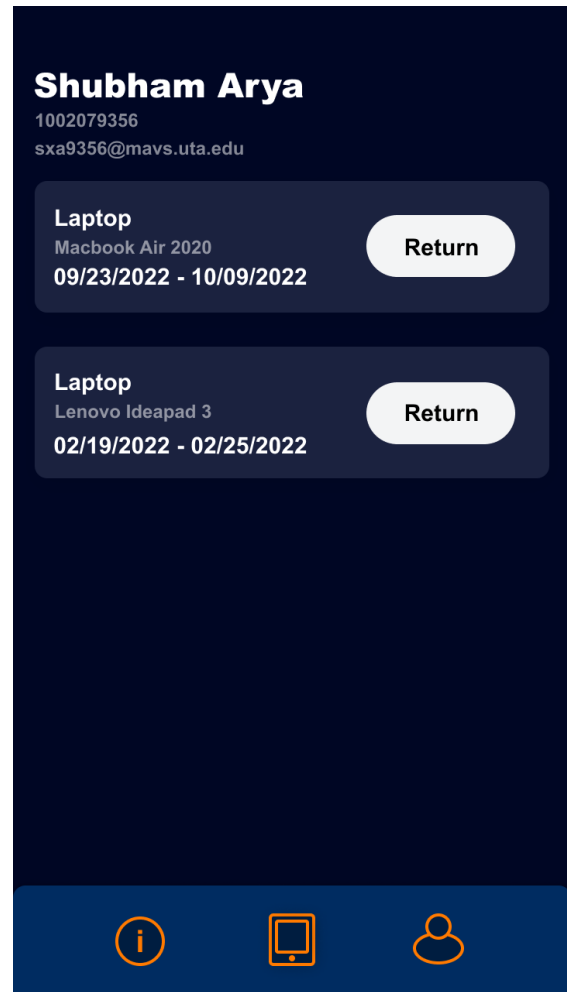 Shubham Arya
1002079356
sxa9356@mavs.uta.edu
Laptop
Macbook Air 2020
09/23/2022 - 10/09/2022
Return
Laptop
Lenovo Ideapad 3
02/19/2022 - 02/25/2022
Return
i